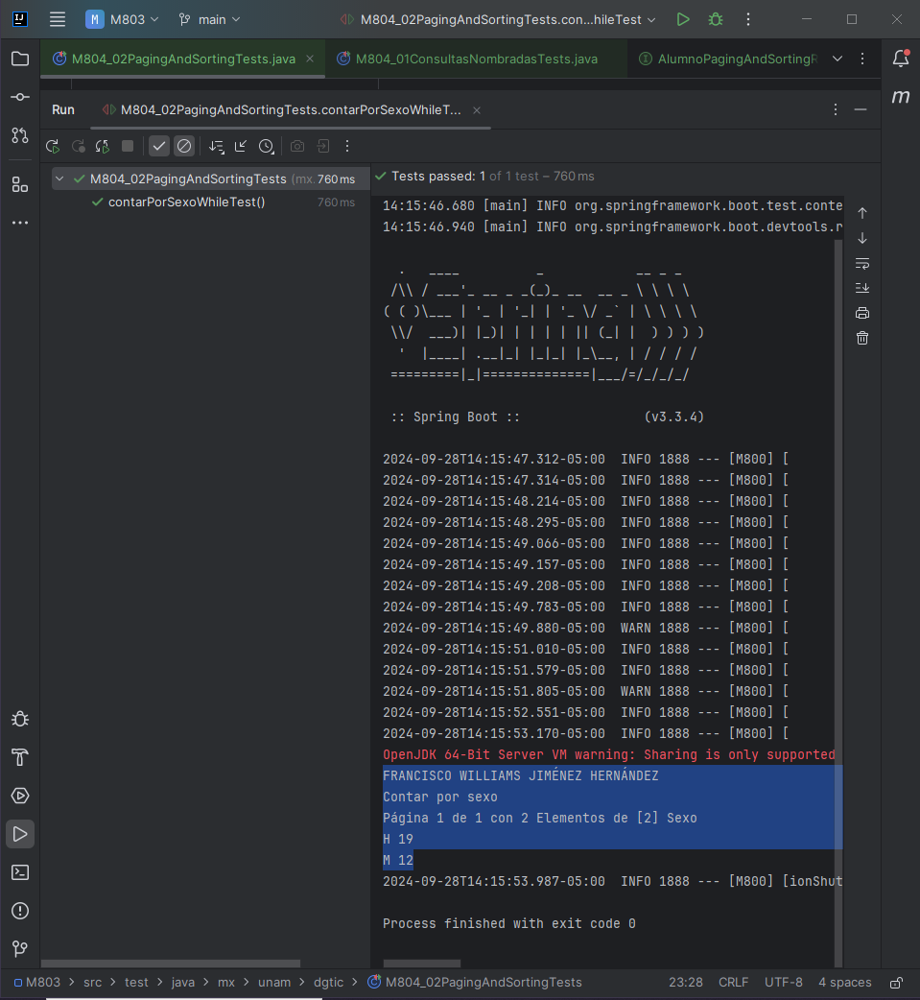 M M803 main M804_02PagingAndSortingTests.con...hileTest
M804_02PagingAndSortingTests.java M804_01ConsultasNombradasTests.java AlumnoPagingAndSortingR
Run M804_02PagingAndSortingTests.contarPorSexoWhileT...
M804_02PagingAndSortingTests (mx. 760 ms
contarPorSexoWhileTest() 760 ms
Tests passed: 1 of 1 test – 760 ms
14:15:46.680 [main] INFO org.springframework.boot.test.conte
14:15:46.940 [main] INFO org.springframework.boot.devtools.r
  .   ____          _            __ _ _
 /\\ / ___'_ __ _ _(_)_ __  __ _ \ \ \ \
( ( )\___ | '_ | '_| | '_ \/ _` | \ \ \ \
 \\/  ___)| |_)| | | | | || (_| |  ) ) ) )
  '  |____| .__|_| |_|_| |_\__, | / / / /
 =========|_|==============|___/=/_/_/_/
:: Spring Boot :: (v3.3.4)
2024-09-28T14:15:47.312-05:00  INFO 1888 --- [M800] [
2024-09-28T14:15:47.314-05:00  INFO 1888 --- [M800] [
2024-09-28T14:15:48.214-05:00  INFO 1888 --- [M800] [
2024-09-28T14:15:48.295-05:00  INFO 1888 --- [M800] [
2024-09-28T14:15:49.066-05:00  INFO 1888 --- [M800] [
2024-09-28T14:15:49.157-05:00  INFO 1888 --- [M800] [
2024-09-28T14:15:49.208-05:00  INFO 1888 --- [M800] [
2024-09-28T14:15:49.783-05:00  INFO 1888 --- [M800] [
2024-09-28T14:15:49.880-05:00  WARN 1888 --- [M800] [
2024-09-28T14:15:51.010-05:00  INFO 1888 --- [M800] [
2024-09-28T14:15:51.579-05:00  INFO 1888 --- [M800] [
2024-09-28T14:15:51.805-05:00  WARN 1888 --- [M800] [
2024-09-28T14:15:52.551-05:00  INFO 1888 --- [M800] [
2024-09-28T14:15:53.170-05:00  INFO 1888 --- [M800] [
OpenJDK 64-Bit Server VM warning: Sharing is only supported
FRANCISCO WILLIAMS JIMÉNEZ HERNÁNDEZ
Contar por sexo
Página 1 de 1 con 2 Elementos de [2] Sexo
H 19
M 12
2024-09-28T14:15:53.987-05:00  INFO 1888 --- [M800] [ionShut
Process finished with exit code 0
M803 > src > test > java > mx > unam > dgtic > M804_02PagingAndSortingTests 23:28 CRLF UTF-8 4 spaces